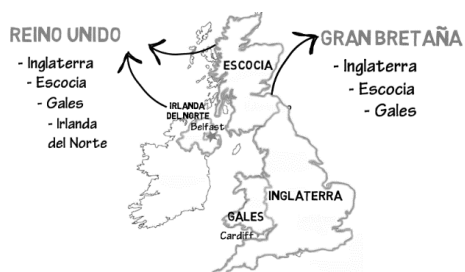 REINO UNIDO
- Inglaterra
- Escocia
- Gales
- Irlanda
del Norte
GRAN BRETAÑA
- Inglaterra
- Escocia
- Gales
ESCOCIA
IRLANDA
DEL NORTE
Belfast
INGLATERRA
GALES
Cardiff